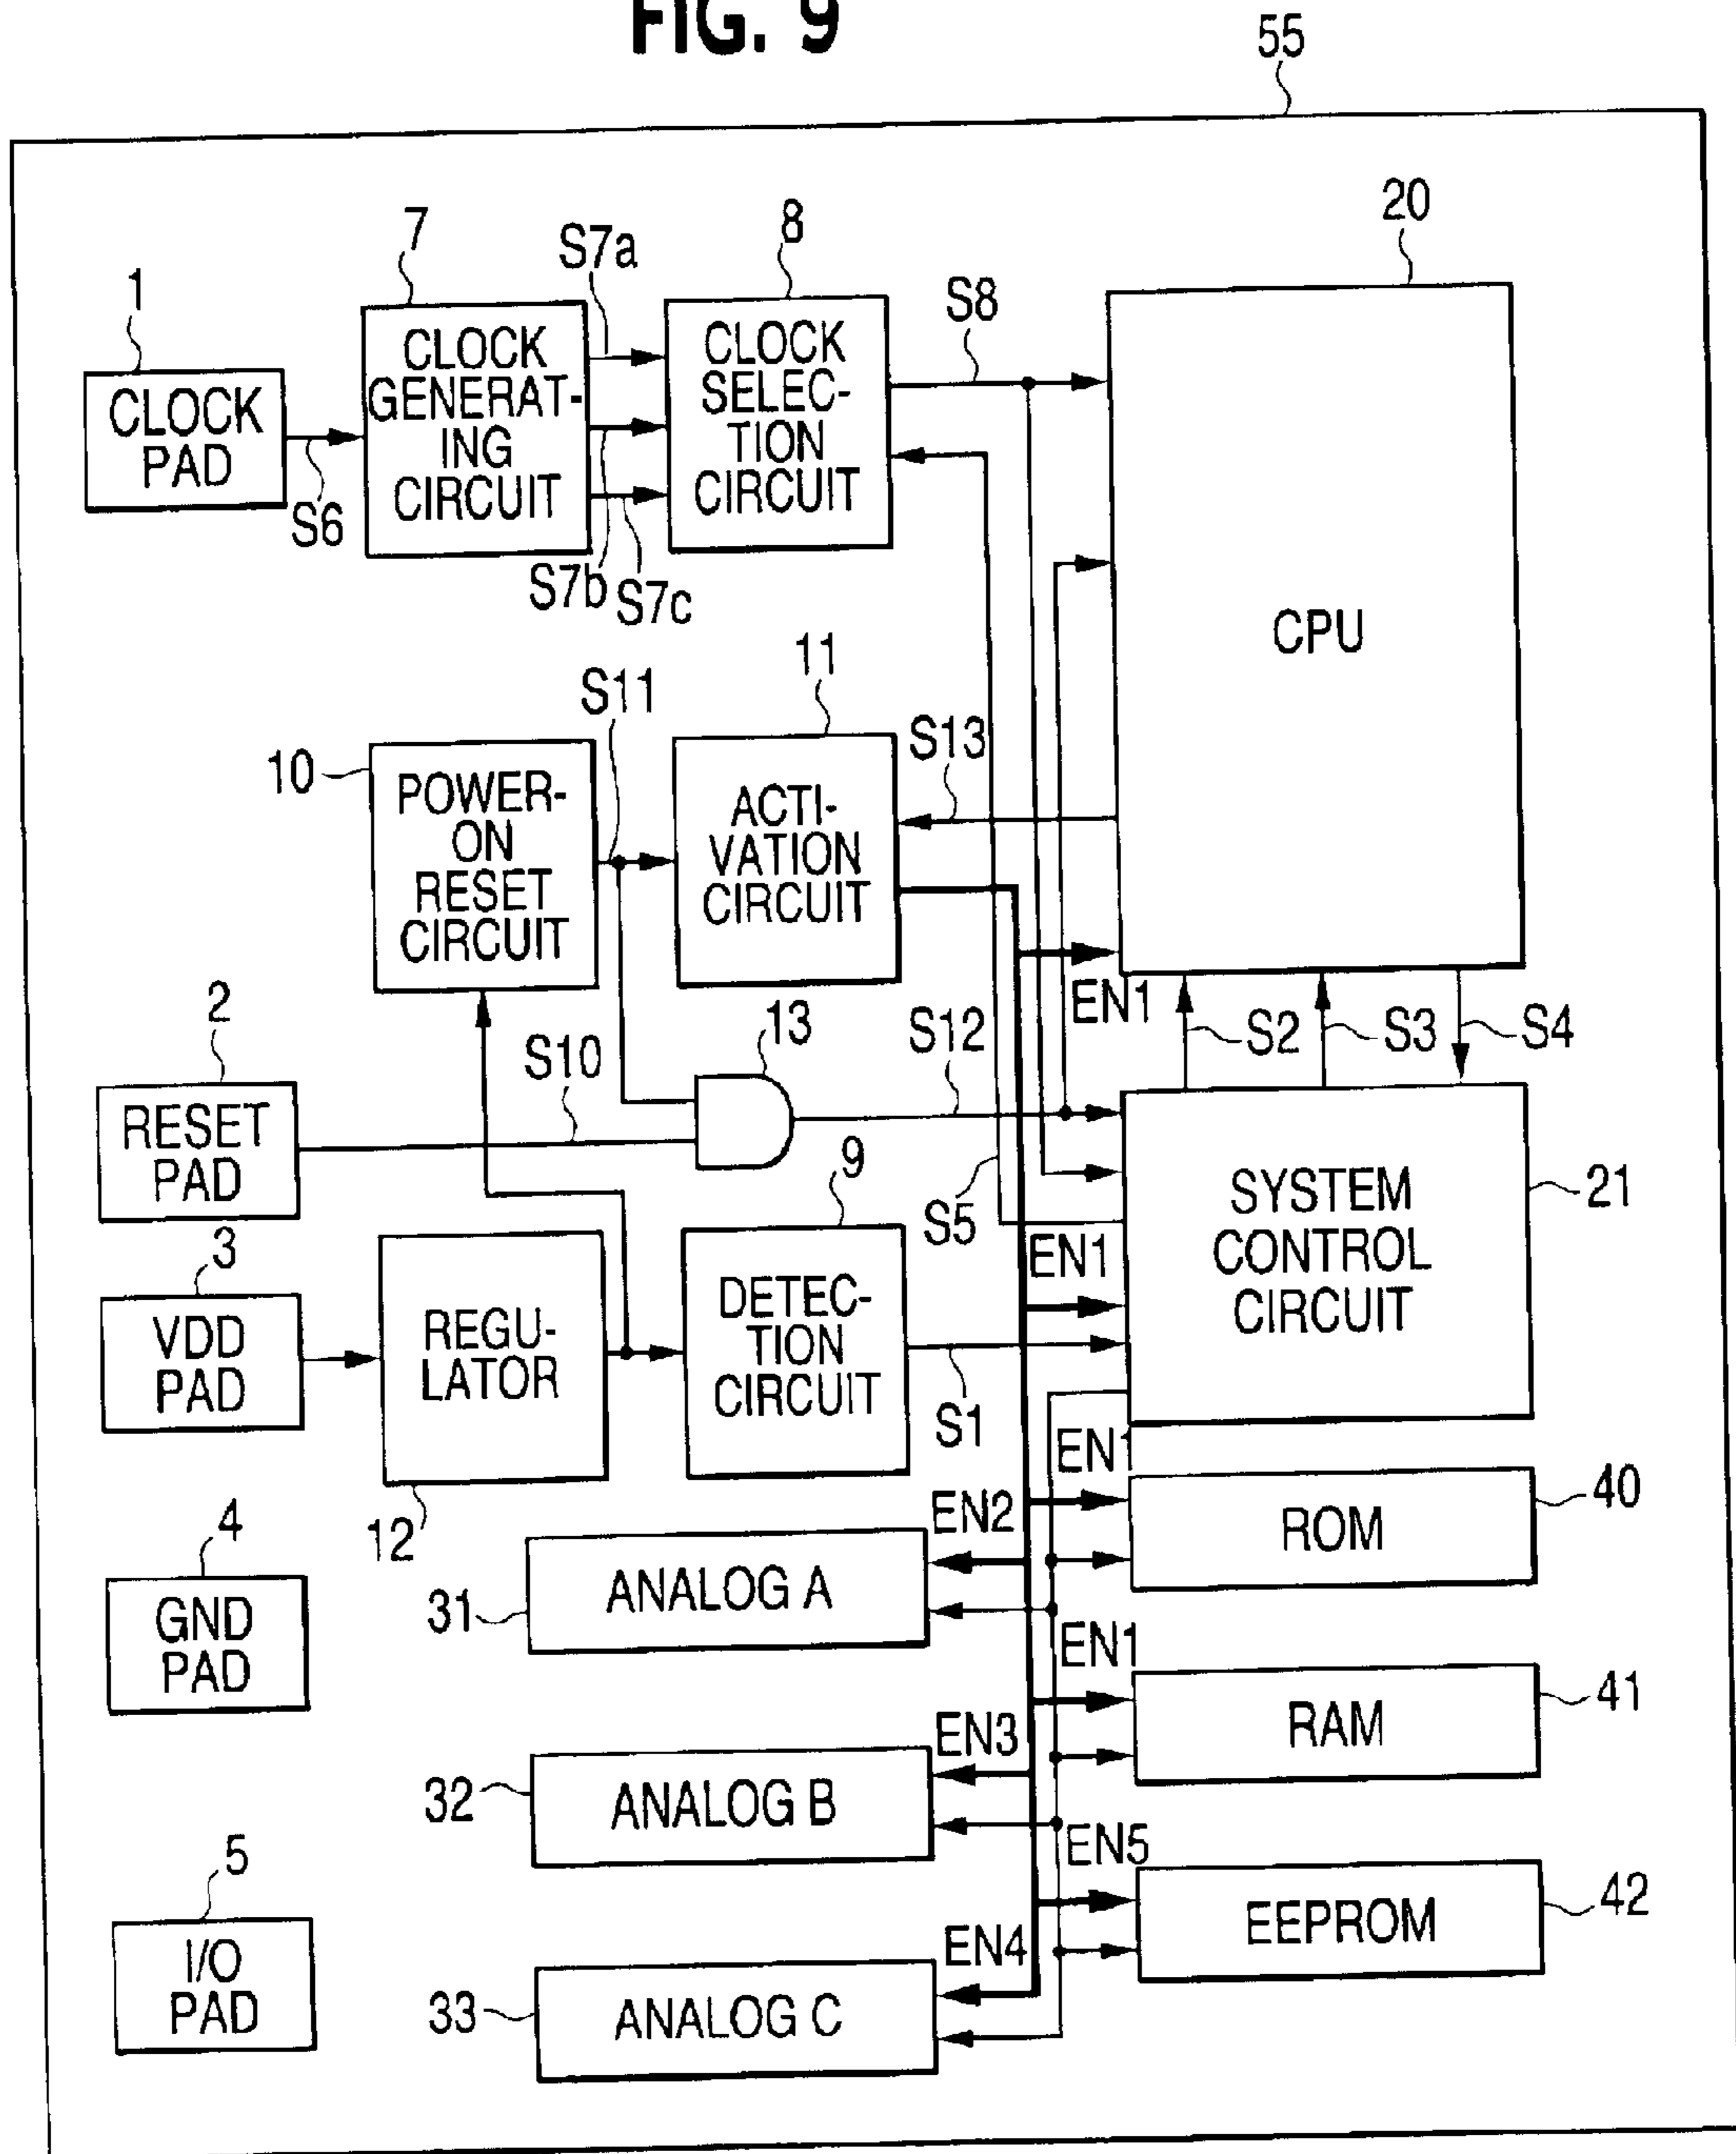 FIG. 9
55
1
CLOCK
PAD
S6
7
CLOCK
GENERAT-
ING
CIRCUIT
S7a
S7b
S7c
8
CLOCK
SELEC-
TION
CIRCUIT
S8
20
CPU
10
POWER-
ON
RESET
CIRCUIT
S11
11
ACTI-
VATION
CIRCUIT
S13
EN1
S2
S3
S4
2
RESET
PAD
S10
13
S12
3
VDD
PAD
12
REGU-
LATOR
9
DETEC-
TION
CIRCUIT
S5
S1
EN1
SYSTEM
CONTROL
CIRCUIT
21
4
GND
PAD
EN2
31
ANALOG A
EN1
ROM
40
EN1
RAM
41
EN3
32
ANALOG B
EN5
EEPROM
42
5
I/O
PAD
EN4
33
ANALOG C